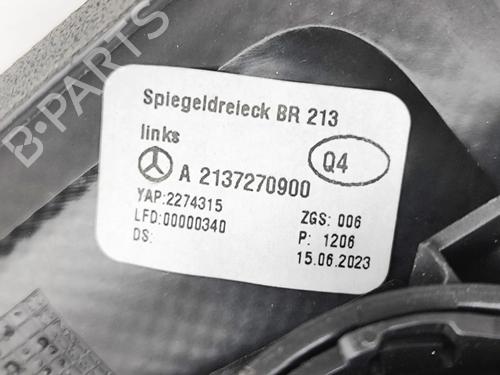 B-PARTS
Spiegeldreieck BR 213
links
Q4
A 2137270900
YAP:2274315
ZGS: 006
LFD:00000340
P: 1206
DS:
15.06.2023